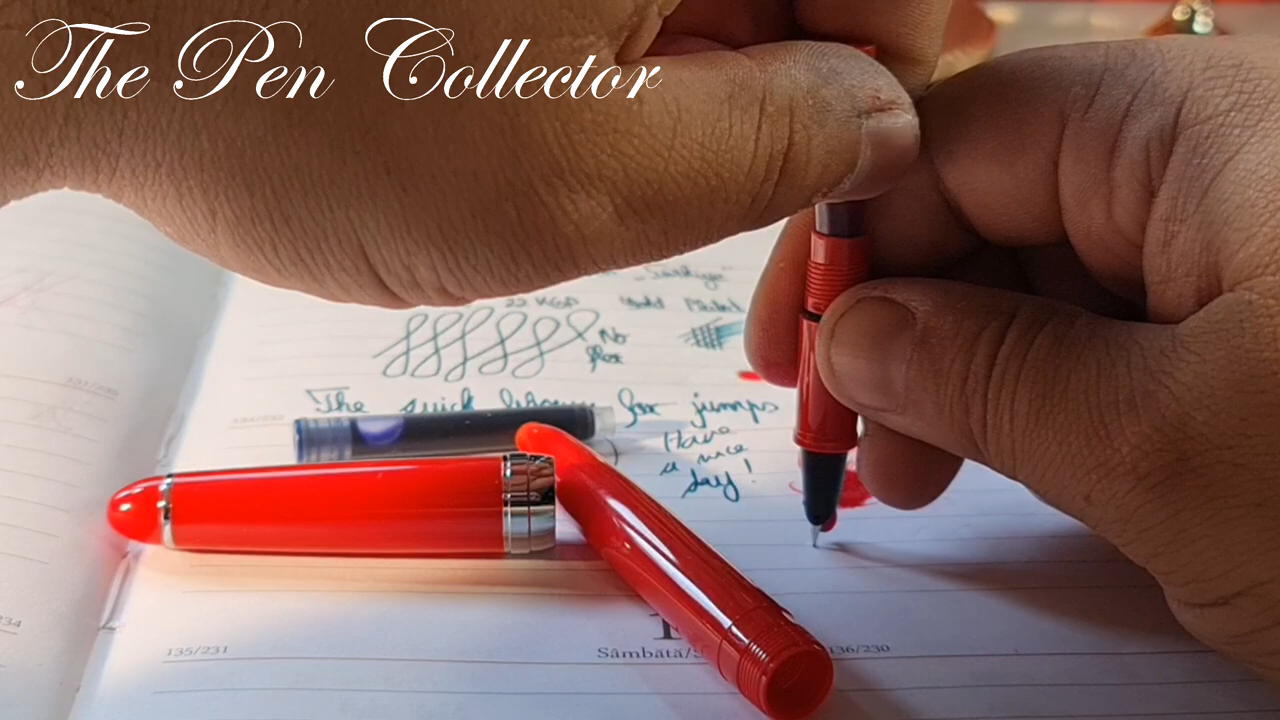 The Pen Collector
22 KGP
No
flex
The quick brown fox jumps
Have
a nice
day!
135/231
Sâmbătă/S
136/230